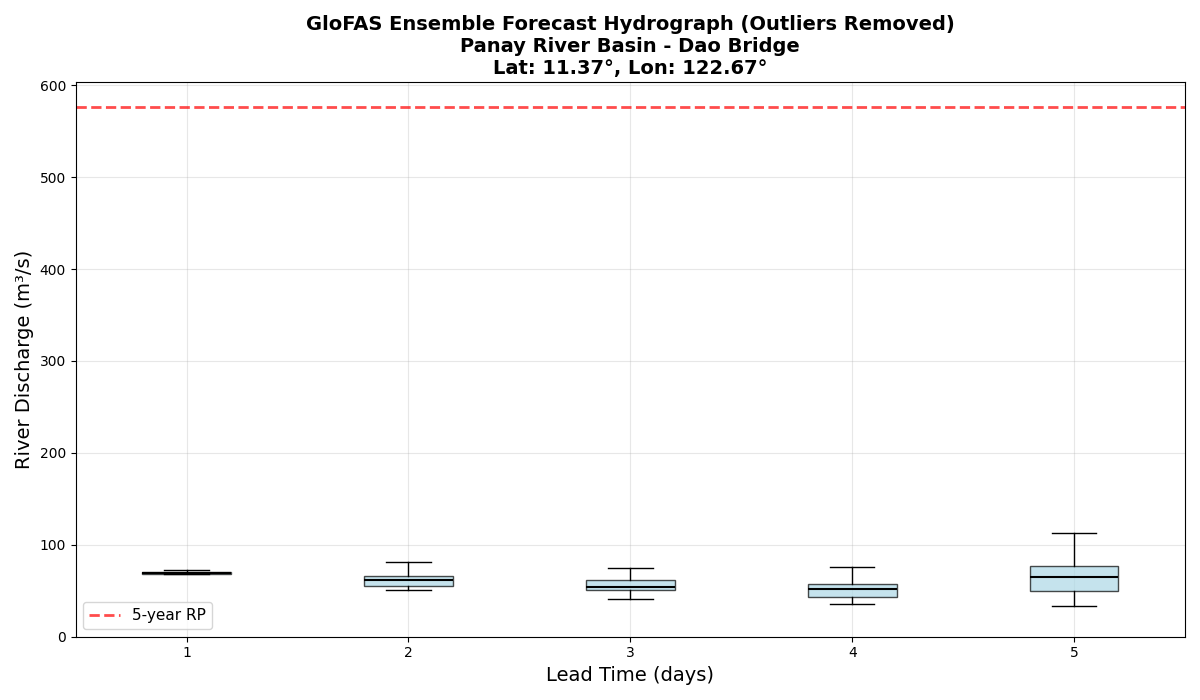 GloFAS Ensemble Forecast Hydrograph (Outliers Removed)
Panay River Basin - Dao Bridge
Lat: 11.37°, Lon: 122.67°
River Discharge (m³/s)
600
500
400
300
200
100
0
5-year RP
1
2
3
4
5
Lead Time (days)